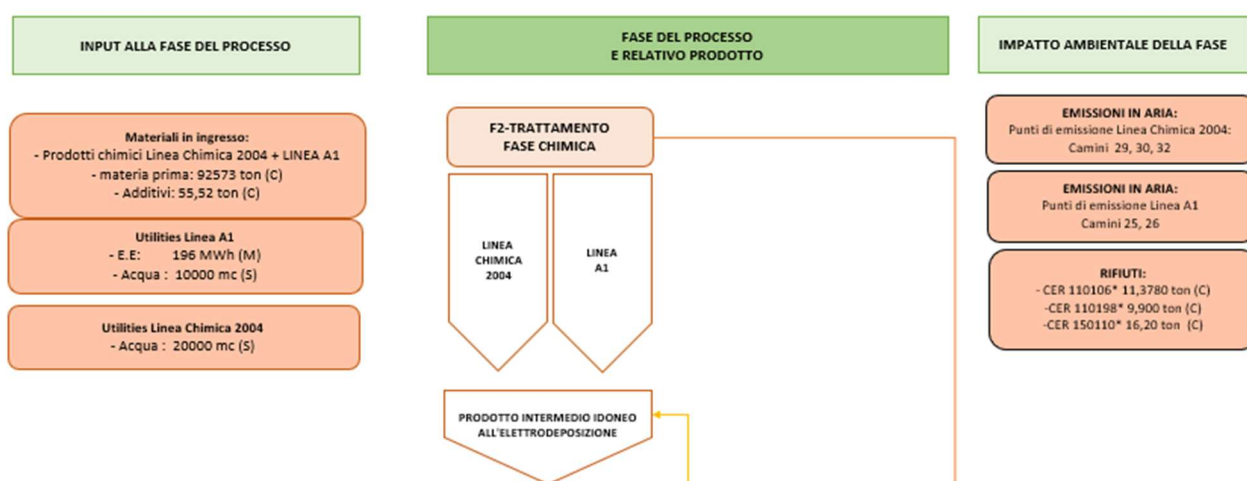 INPUT ALLA FASE DEL PROCESSO
FASE DEL PROCESSO
E RELATIVO PRODOTTO
IMPATTO AMBIENTALE DELLA FASE
Materiali in ingresso:
- Prodotti chimici Linea Chimica 2004 + LINEA A1
- materia prima: 92573 ton (C)
- Additivi: 55,52 ton (C)
Utilities Linea A1
- E.E: 196 MWh (M)
- Acqua : 10000 mc (S)
Utilities Linea Chimica 2004
- Acqua : 20000 mc (S)
F2-TRATTAMENTO
FASE CHIMICA
LINEA
CHIMICA
2004
LINEA
A1
PRODOTTO INTERMEDIO IDONEO
ALL'ELETTRODEPOSIZIONE
EMISSIONI IN ARIA:
Punti di emissione Linea Chimica 2004:
Camini 29, 30, 32
EMISSIONI IN ARIA:
Punti di emissione Linea A1
Camini 25, 26
RIFIUTI:
- CER 110106* 11,3780 ton (C)
-CER 110198* 9,900 ton (C)
-CER 150110* 16,20 ton (C)